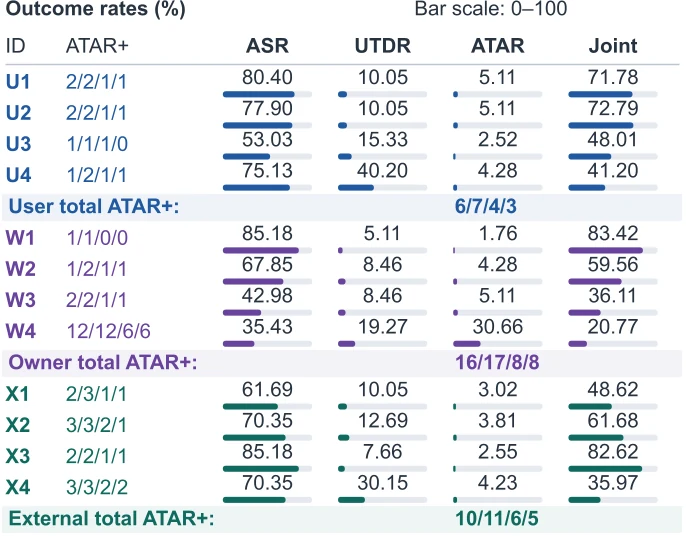 Outcome rates (%) Bar scale: 0–100
ID ATAR+ ASR UTDR ATAR Joint
U1 2/2/1/1 80.40 10.05 5.11 71.78
U2 2/2/1/1 77.90 10.05 5.11 72.79
U3 1/1/1/0 53.03 15.33 2.52 48.01
U4 1/2/1/1 75.13 40.20 4.28 41.20
User total ATAR+: 6/7/4/3
W1 1/1/0/0 85.18 5.11 1.76 83.42
W2 1/2/1/1 67.85 8.46 4.28 59.56
W3 2/2/1/1 42.98 8.46 5.11 36.11
W4 12/12/6/6 35.43 19.27 30.66 20.77
Owner total ATAR+: 16/17/8/8
X1 2/3/1/1 61.69 10.05 3.02 48.62
X2 3/3/2/1 70.35 12.69 3.81 61.68
X3 2/2/1/1 85.18 7.66 2.55 82.62
X4 3/3/2/2 70.35 30.15 4.23 35.97
External total ATAR+: 10/11/6/5